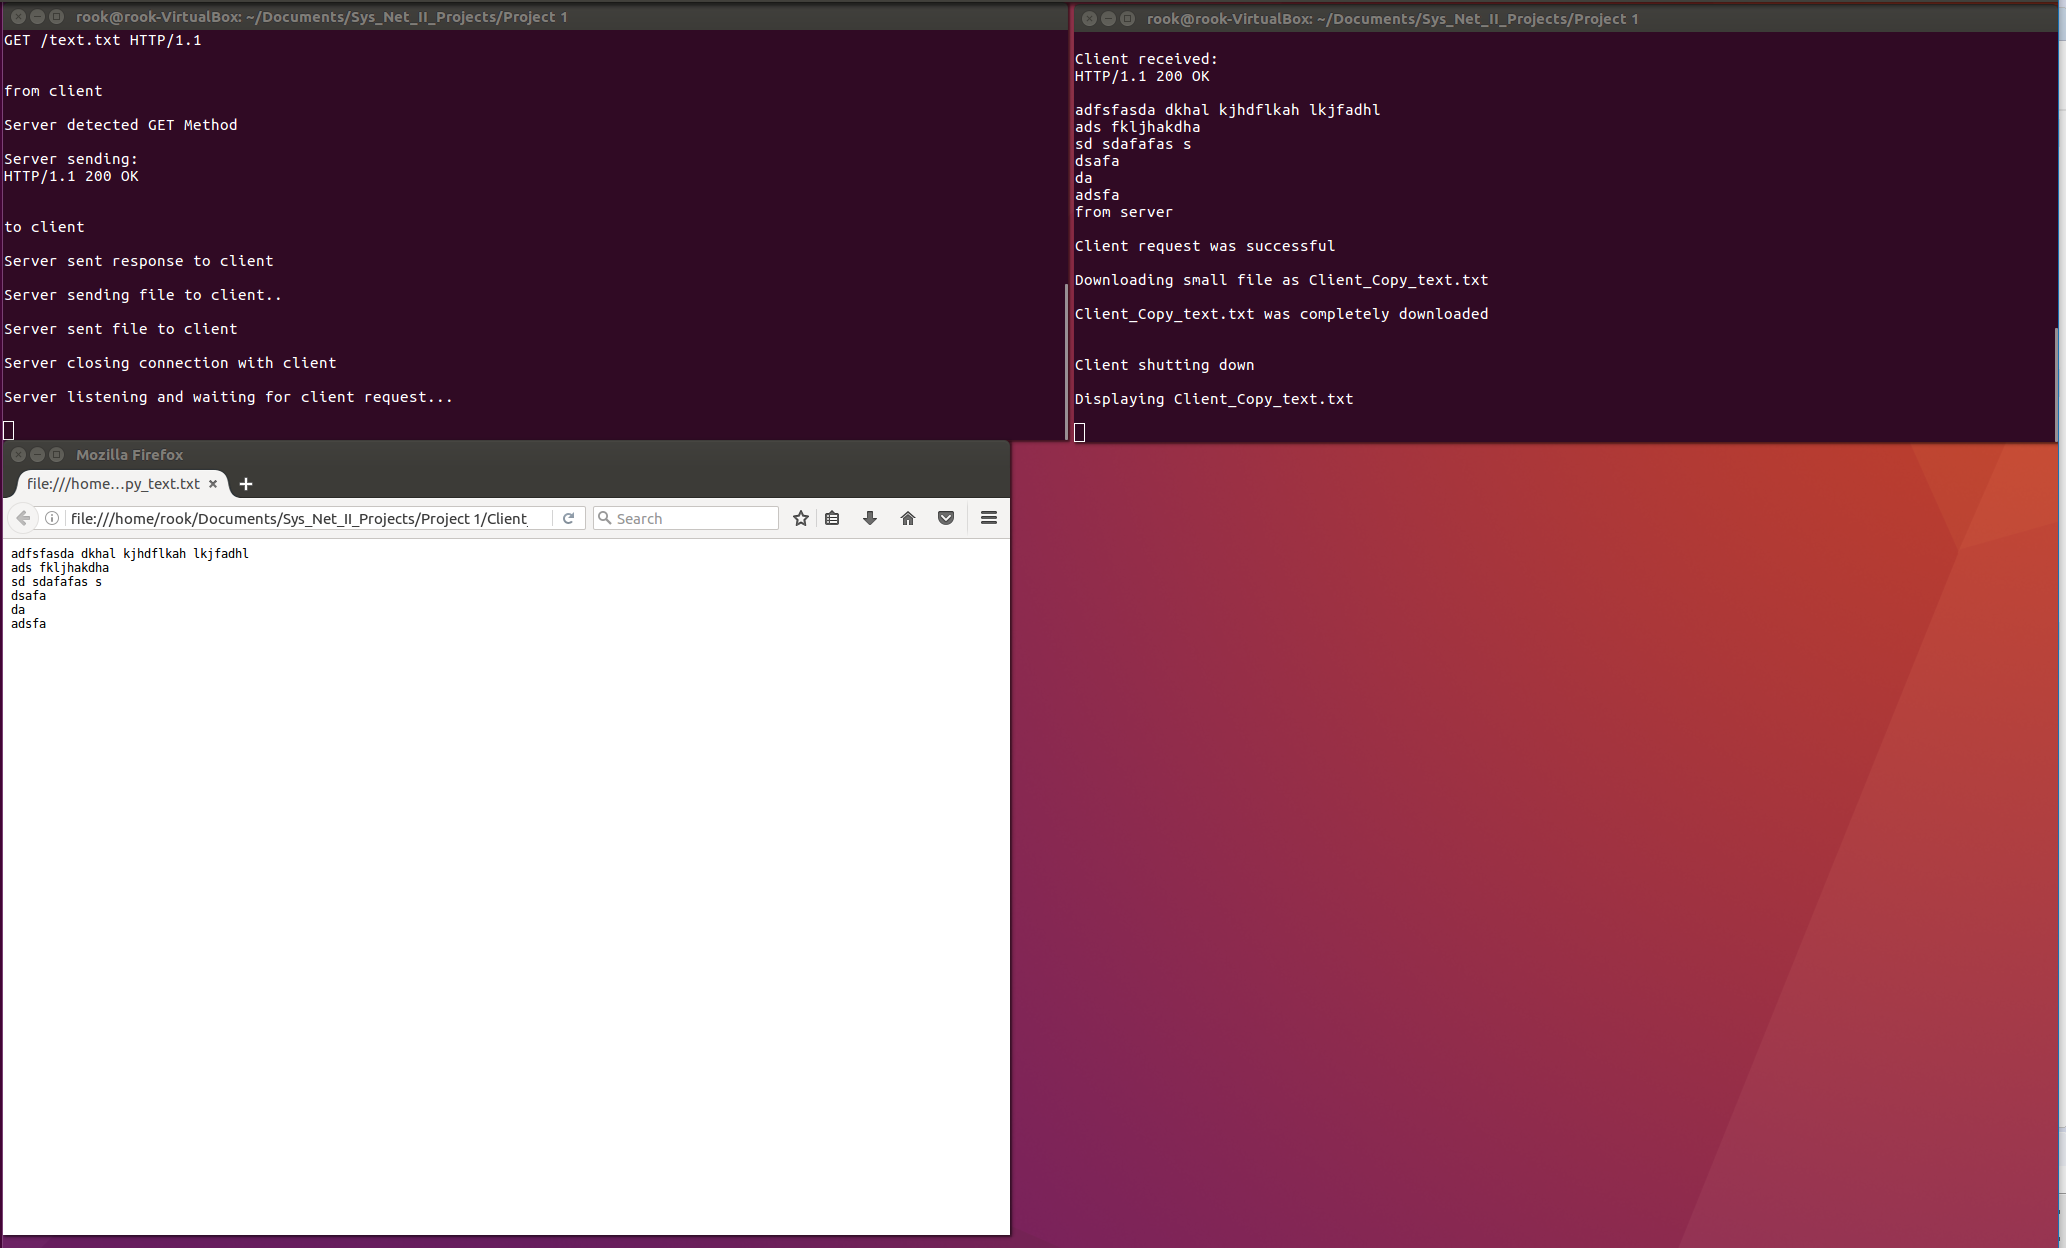 rook@rook-VirtualBox: ~/Documents/Sys_Net_II_Projects/Project 1
GET /text.txt HTTP/1.1
from client
Server detected GET Method
Server sending:
HTTP/1.1 200 OK
to client
Server sent response to client
Server sending file to client..
Server sent file to client
Server closing connection with client
Server listening and waiting for client request...
rook@rook-VirtualBox: ~/Documents/Sys_Net_II_Projects/Project 1
Client received:
HTTP/1.1 200 OK
adfsfasda dkhal kjhdflkah lkjfadhl
ads fkljhakdha
sd sdafafas s
dsafa
da
adsfa
from server
Client request was successful
Downloading small file as Client_Copy_text.txt
Client_Copy_text.txt was completely downloaded
Client shutting down
Displaying Client_Copy_text.txt
Mozilla Firefox
file:///home...py_text.txt
file:///home/rook/Documents/Sys_Net_II_Projects/Project 1/Client_
Search
adfsfasda dkhal kjhdflkah lkjfadhl
ads fkljhakdha
sd sdafafas s
dsafa
da
adsfa